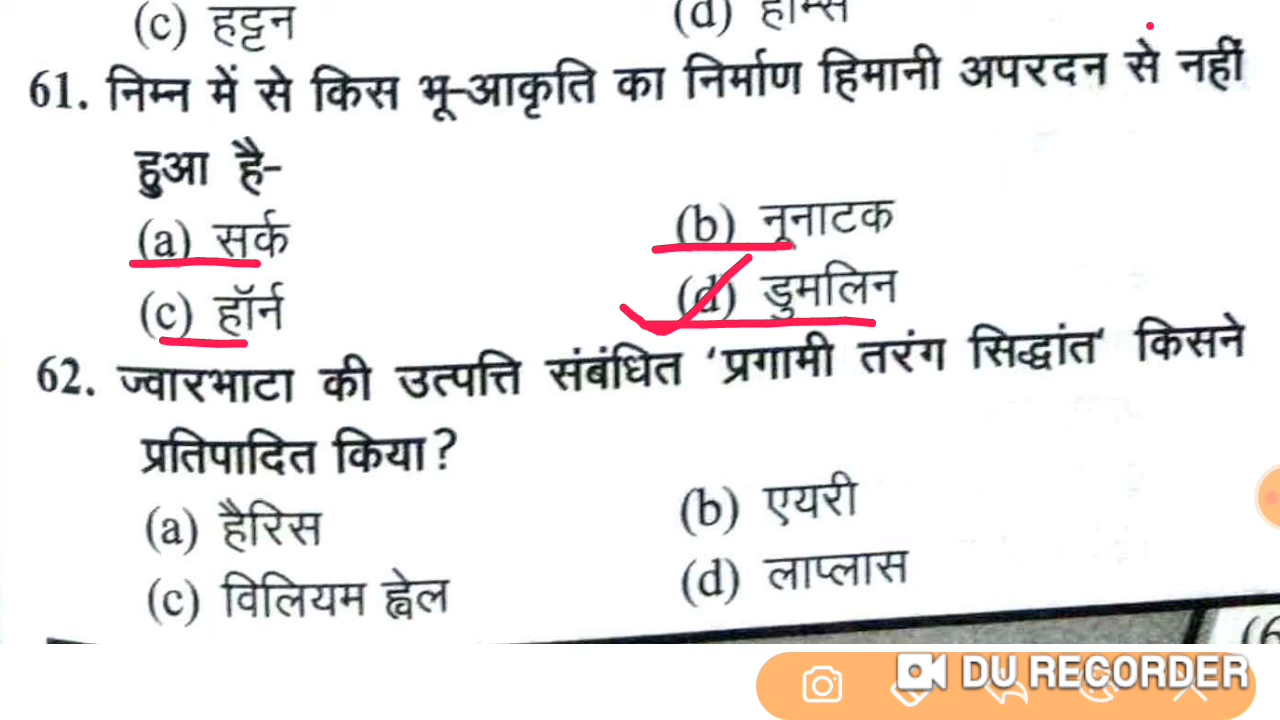 (c) हट्टन (d) होम्स
61. निम्न में से किस भू-आकृति का निर्माण हिमानी अपरदन से नहीं
हुआ है-
(a) सर्क (b) नूनाटक
(c) हॉर्न (d) डुमलिन
62. ज्वारभाटा की उत्पत्ति संबंधित 'प्रगामी तरंग सिद्धांत' किसने
प्रतिपादित किया?
(a) हैरिस (b) एयरी
(c) विलियम ह्वेल (d) लाप्लास
DU RECORDER